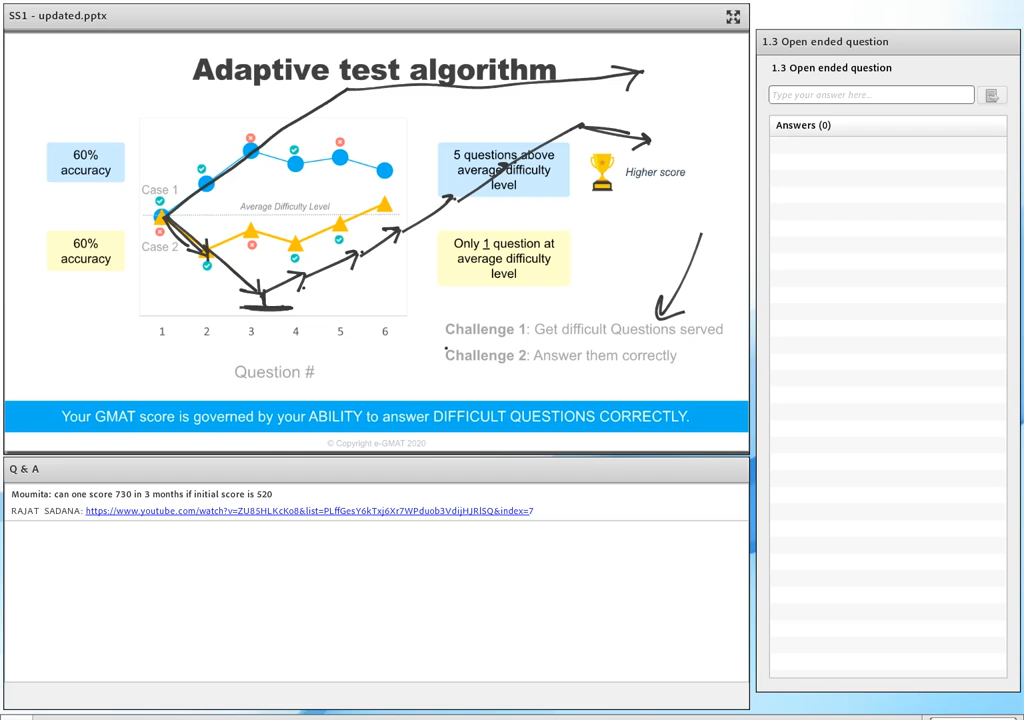 SS1 - updated.pptx
Adaptive test algorithm
60%
accuracy
Case 1
Average Difficulty Level
Case 2
60%
accuracy
5 questions above
average difficulty
level
Higher score
Only 1 question at
average difficulty
level
1 2 3 4 5 6
Question #
Challenge 1: Get difficult Questions served
Challenge 2: Answer them correctly
Your GMAT score is governed by your ABILITY to answer DIFFICULT QUESTIONS CORRECTLY.
© Copyright e-GMAT 2020
Q & A
Moumita: can one score 730 in 3 months if initial score is 520
RAJAT SADANA: https://www.youtube.com/watch?v=ZU85HLKcKo8&list=PLffGesY6kTxj6Xr7WPduob3VdijHJRlSQ&index=7
1.3 Open ended question
1.3 Open ended question
Type your answer here...
Answers (0)